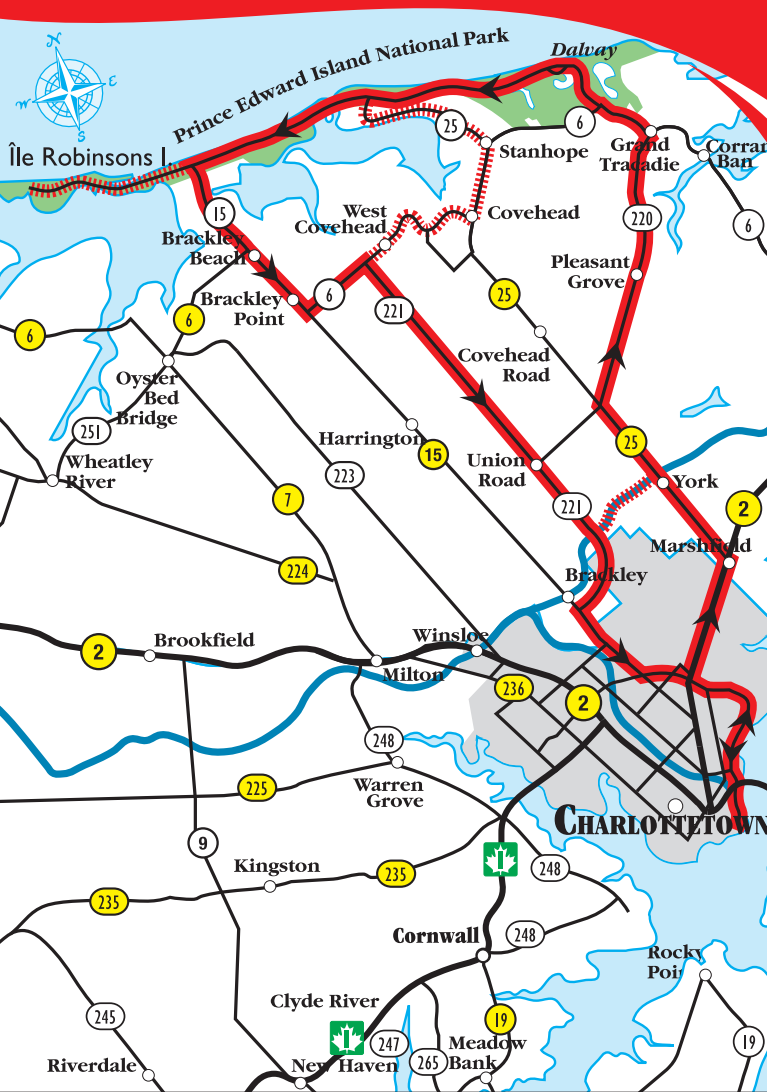 N
E
W
S
Prince Edward Island National Park
Dalvay
Île Robinsons I.
25
6
Stanhope
Grand
Tracadie
Corran
Ban
15
West
Covehead
Covehead
220
6
Brackley
Beach
Pleasant
Grove
6
25
Brackley
Point
221
6
6
Covehead
Road
Oyster
Bed
Bridge
251
Harrington
15
25
Wheatley
River
223
Union
Road
York
7
221
2
224
Marshfield
Brackley
2
Brookfield
Winsloe
Milton
236
2
248
225
Warren
Grove
CHARLOTTETOWN
9
1
248
Kingston
235
235
Cornwall
248
Rocky
Poi
Clyde River
245
1
247
19
Meadow
Bank
265
19
Riverdale
New Haven